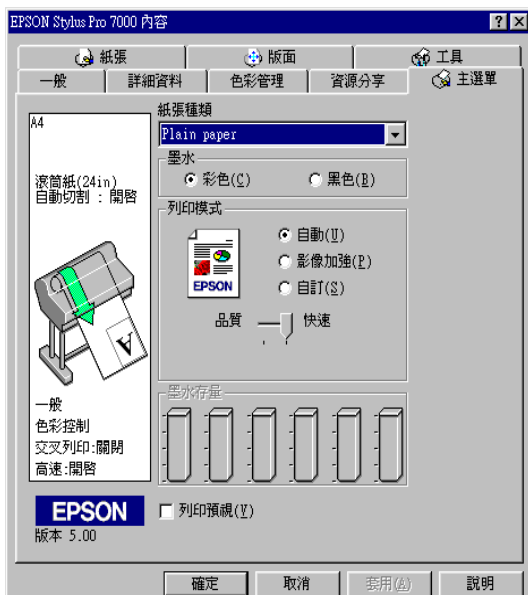 EPSON Stylus Pro 7000 內容
紙張 版面 工具
一般 詳細資料 色彩管理 資源分享 主選單
A4
滾筒紙(24in)
自動切割 : 開啓
A
一般
色彩控制
交叉列印:關閉
高速:開啓
EPSON
版本 5.00
紙張種類
Plain paper
墨水
彩色(C) 黑色(B)
列印模式
EPSON
自動(U)
影像加強(P)
自訂(S)
品質 快速
墨水存量
列印預視(V)
確定 取消 套用(A) 說明